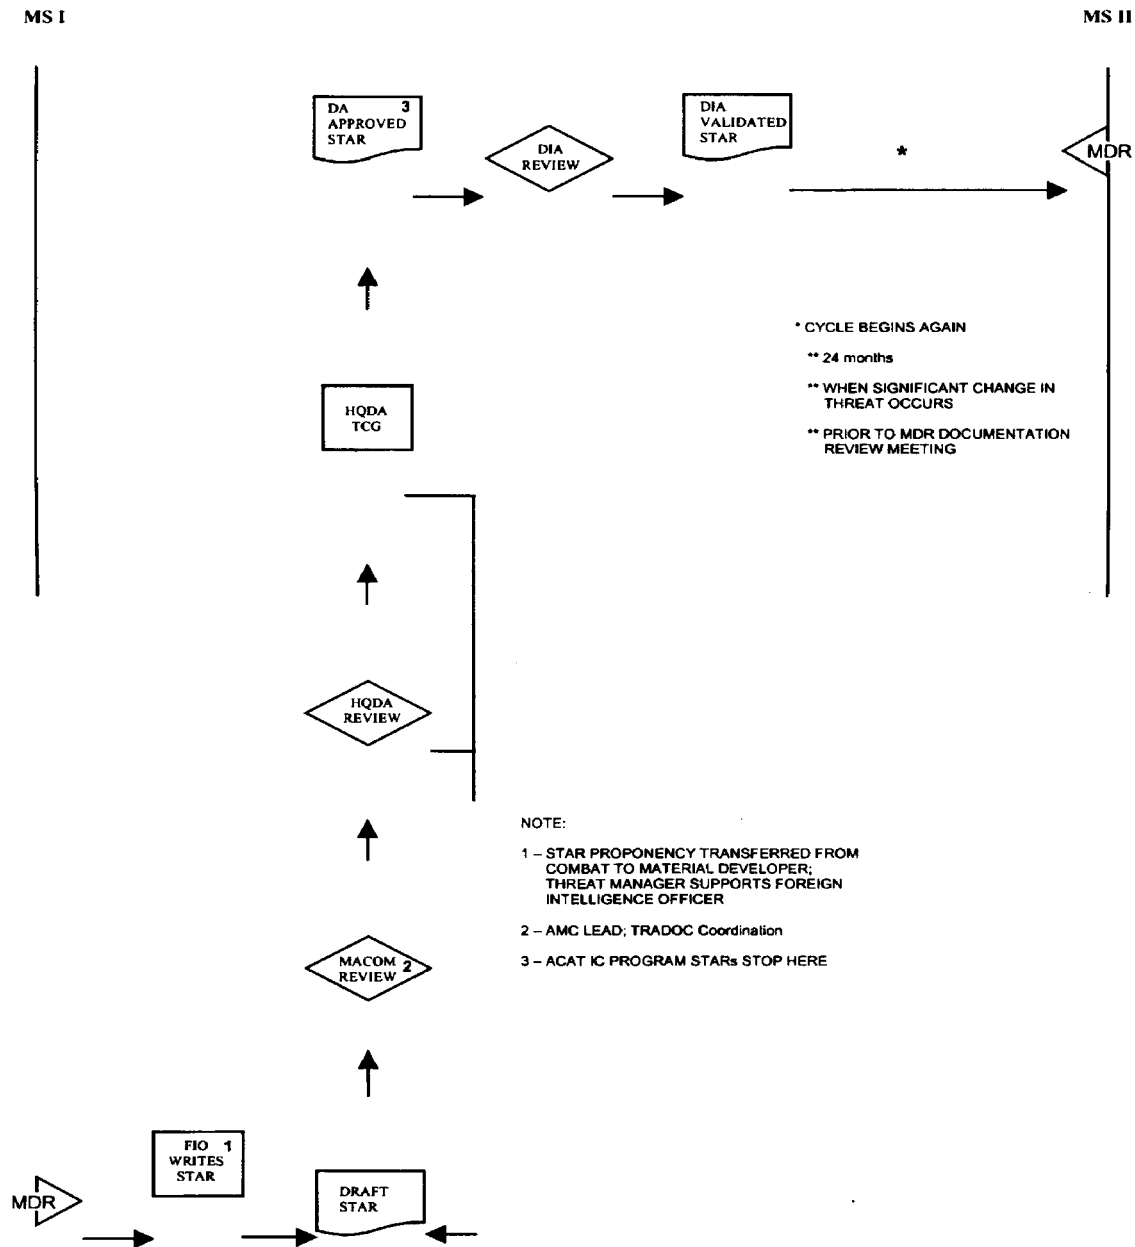 MS I
MS II
DA 3
APPROVED
STAR
DIA
REVIEW
DIA
VALIDATED
STAR
*
MDR
* CYCLE BEGINS AGAIN
** 24 months
** WHEN SIGNIFICANT CHANGE IN
THREAT OCCURS
** PRIOR TO MDR DOCUMENTATION
REVIEW MEETING
HQDA
TCG
HQDA
REVIEW
NOTE:
1 – STAR PROPONENCY TRANSFERRED FROM
COMBAT TO MATERIAL DEVELOPER;
THREAT MANAGER SUPPORTS FOREIGN
INTELLIGENCE OFFICER
2 – AMC LEAD; TRADOC Coordination
3 – ACAT IC PROGRAM STARs STOP HERE
MACOM 2
REVIEW
FIO 1
WRITES
STAR
MDR
DRAFT
STAR